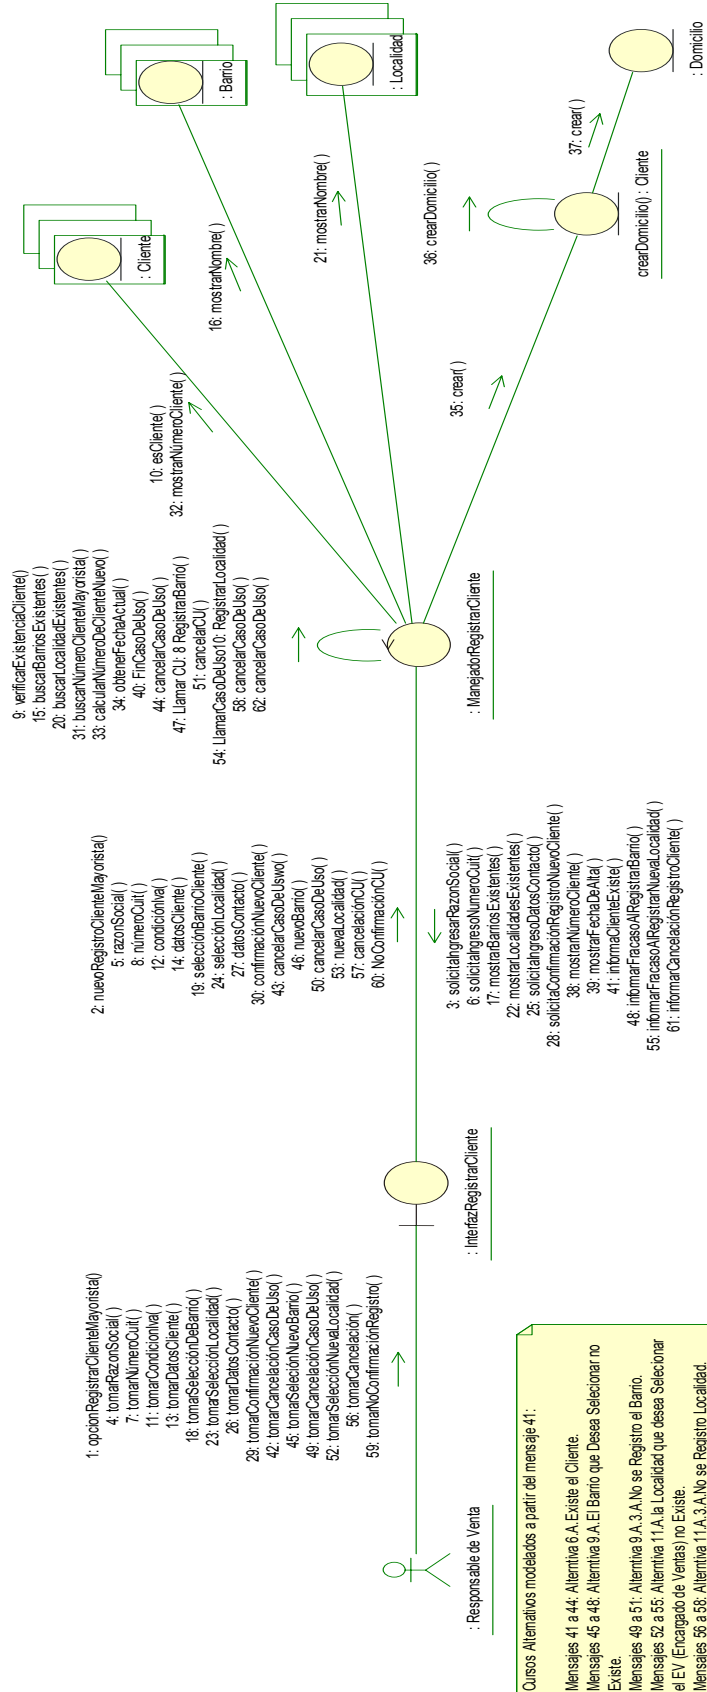 1: opcionRegistrarClienteMayorista()
4: tomarRazonSocial( )
7: tomarNúmeroCuit( )
11: tomarCondicionIva( )
13: tomarDatosCliente( )
18: tomarSelecciónDeBarrio( )
23: tomarSelecciónLocalidad( )
26: tomarDatosContacto( )
29: tomarConfirmaciónNuevoCliente( )
42: tomarCancelaciónCasoDeUso( )
45: tomarSeleciónNuevoBarrio( )
49: tomarCancelaciónCasoDeUso( )
52: tomarSelecciónNuevaLocalidad( )
56: tomarCancelación( )
59: tomarNoConfirmaciónRegistro( )
: Responsable de Venta
: InterfazRegistrarCliente
2: nuevoRegistroClienteMayorista( )
5: razonSocial( )
8: númeroCuit( )
12: condiciónIva( )
14: datosCliente( )
19: selecciónBarrioCliente( )
24: selecciónLocalidad( )
27: datosContacto( )
30: confirmaciónNuevoCliente( )
43: cancelarCasoDeUswo( )
46: nuevoBarrio( )
50: cancelarCasoDeUso( )
53: nuevaLocalidad( )
57: cancelaciónCU( )
60: NoConfirmaciónCU( )
3: solicitaIngresarRazonSocial( )
6: solicitaIngresoNumeroCuit( )
17: mostrarBarriosExistentes( )
22: mostrarLocalidadesExistentes( )
25: solicitaIngresoDatosContacto( )
28: solicitaConfirmaciónRegistroNuevoCliente( )
38: mostrarNúmeroCliente( )
39: mostrarFechaDeAlta( )
41: informaClienteExiste( )
48: informarFracasoAlRegistrarBarrio( )
55: informarFracasoAlRegistrarNuevaLocalidad( )
61: informarCancelaciónRegistroCliente( )
9: verificarExistenciaCliente( )
15: buscarBarriosExistentes( )
20: buscarLocalidadExistentes( )
31: buscarNúmeroClienteMayorista( )
33: calcularNúmeroDeClienteNuevo( )
34: obtenerFechaActual( )
40: FinCasoDeUso( )
44: cancelarCasoDeUso( )
47: Llamar CU: 8 RegistrarBarrio( )
51: cancelarCU( )
54: LlamarCasoDeUso10: RegistrarLocalidad( )
58: cancelarCasoDeUso( )
62: cancelarCasoDeUso( )
: ManejadorRegistrarCliente
10: esCliente( )
32: mostrarNúmeroCliente( )
: Cliente
16: mostrarNombre( )
: Barrio
21: mostrarNombre( )
: Localidad
35: crear( )
36: crearDomicilio( )
crearDomicilio() : Cliente
37: crear( )
: Domicilio
Cursos Alternativos modelados a partir del mensaje 41:
Mensajes 41 a 44: Alterntiva 6.A. Existe el Cliente.
Mensajes 45 a 48: Alterntiva 9.A. El Barrio que Desea Selecionar no
Existe.
Mensajes 49 a 51: Alterntiva 9.A.3.A.No se Registro el Barrio.
Mensajes 52 a 55: Alterntiva 11.A.la Localidad que desea Selecionar
el EV (Encargado de Ventas) no Existe.
Mensajes 56 a 58: Alterntiva 11.A.3.A.No se Registro Localidad.